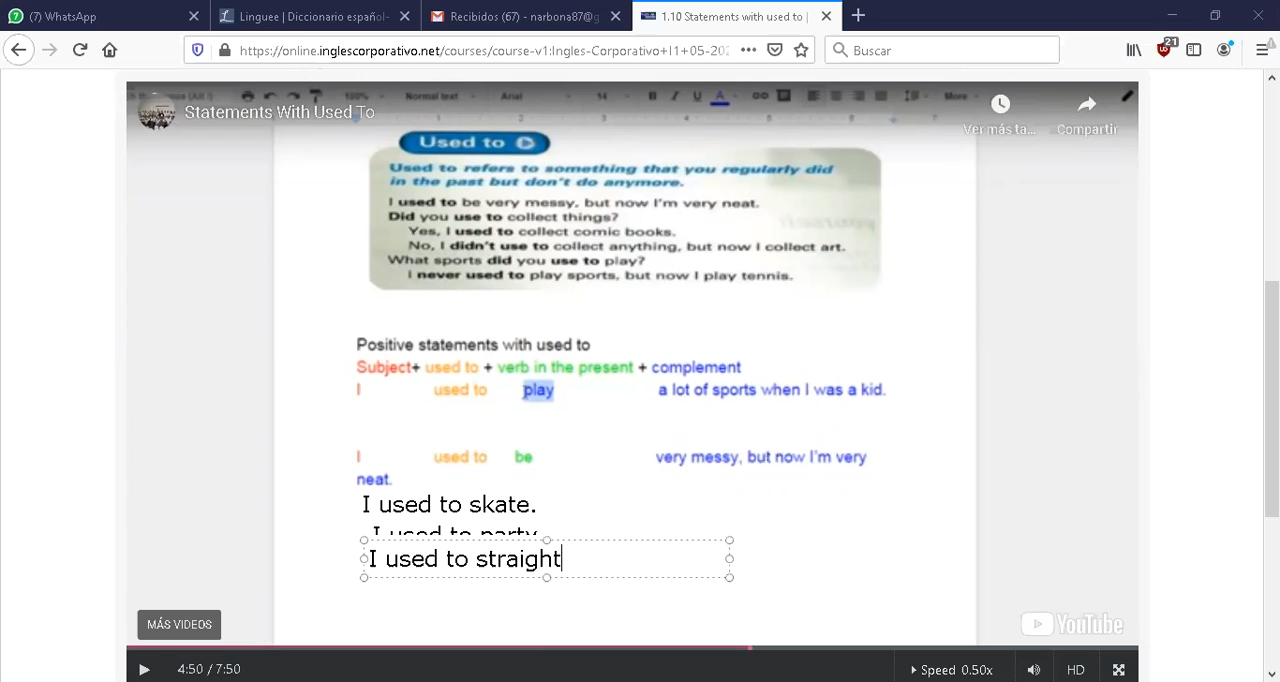 (7) WhatsApp
Linguee | Diccionario español-
Recibidos (67) - narbona87@g
1.10 Statements with used to |
https://online.inglescorporativo.net/courses/course-v1:Ingles-Corporativo+I1+05-202
Buscar
21
Normal text
Arial
14
More
Statements With Used To
Ver más ta...
Compartir
Used to
Used to refers to something that you regularly did
in the past but don't do anymore.
I used to be very messy, but now I'm very neat.
Did you use to collect things?
Yes, I used to collect comic books.
No, I didn't use to collect anything, but now I collect art.
What sports did you use to play?
I never used to play sports, but now I play tennis.
Positive statements with used to
Subject+ used to + verb in the present + complement
I used to play a lot of sports when I was a kid.
I used to be very messy, but now I'm very
neat.
I used to skate.
I used to party
I used to straight
MÁS VIDEOS
YouTube
4:50 / 7:50
Speed 0.50x
HD